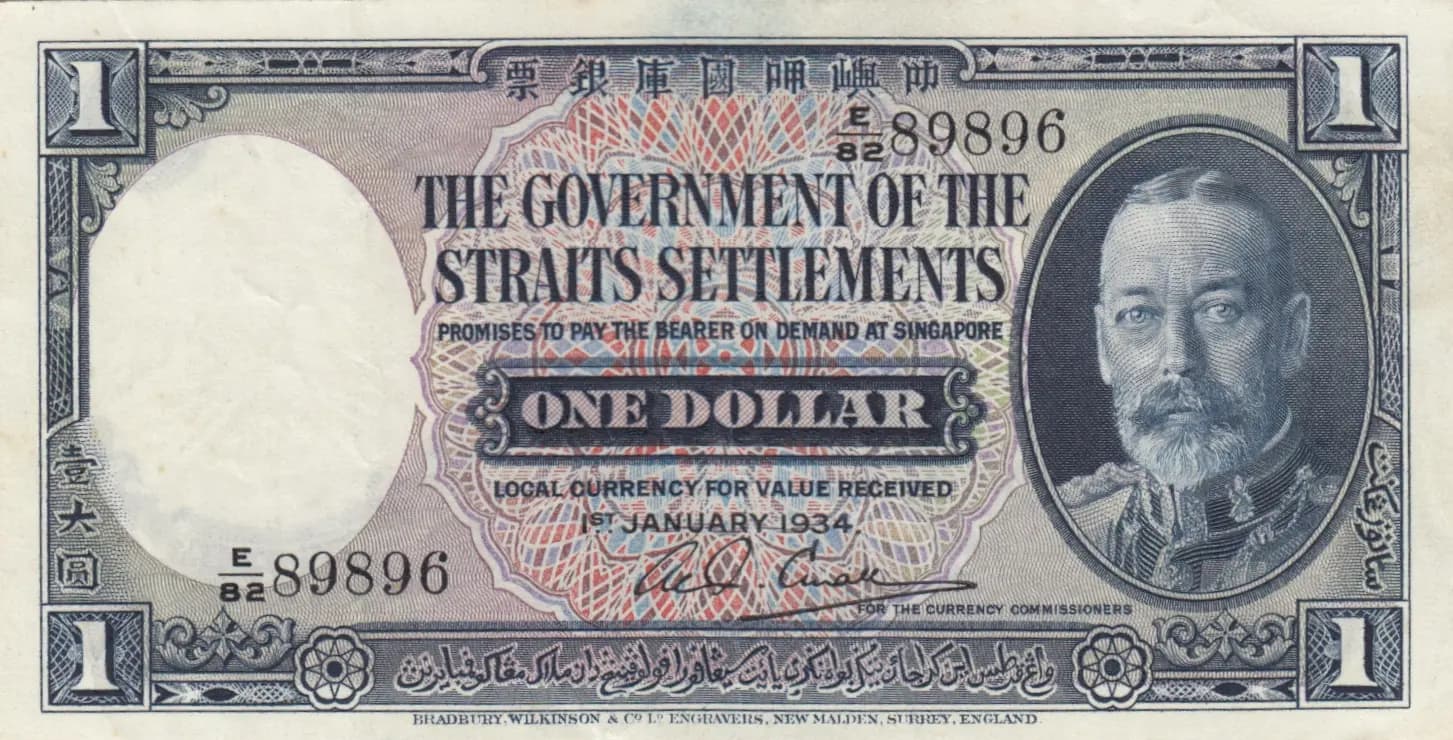 1
1
叻嶼呷國庫銀票
E/82 89896
THE GOVERNMENT OF THE
STRAITS SETTLEMENTS
PROMISES TO PAY THE BEARER ON DEMAND AT SINGAPORE
ONE DOLLAR
LOCAL CURRENCY FOR VALUE RECEIVED
1ST JANUARY 1934
壹大圓
E/82 89896
FOR THE CURRENCY COMMISSIONERS
1
1
BRADBURY, WILKINSON & Co Ld ENGRAVERS, NEW MALDEN, SURREY, ENGLAND.